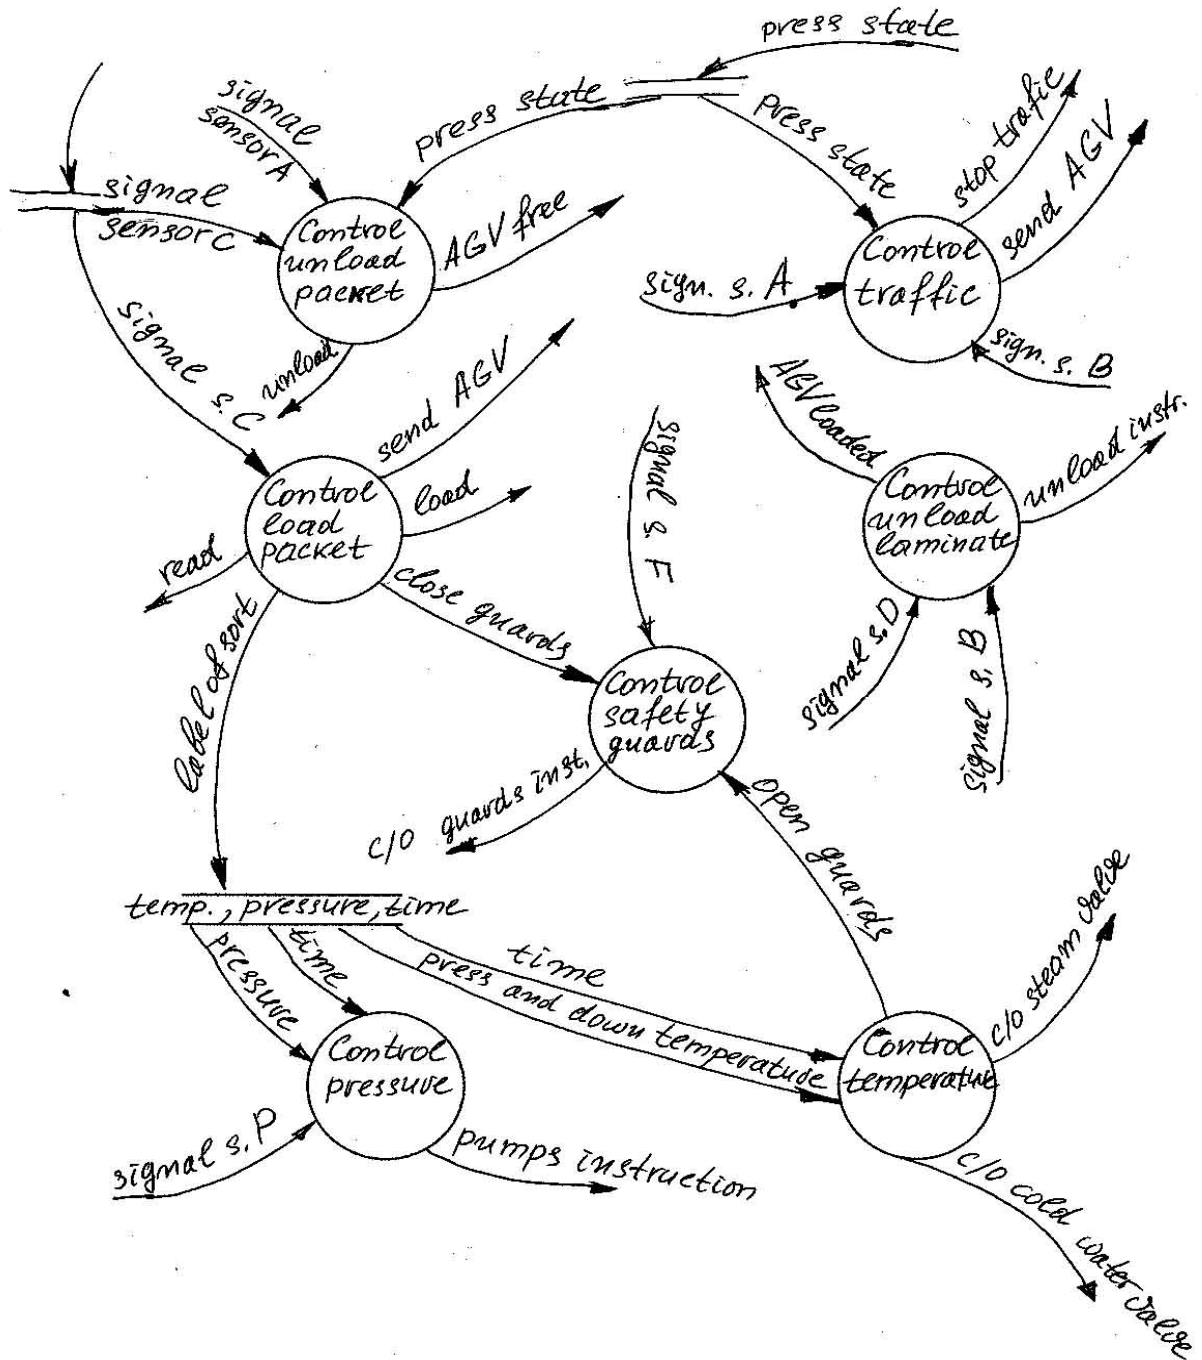 press state
signal
sensor A
press state
press state
stop trafic
send AGV
signal
sensor C
Control
unload
packet
AGV free
Control
traffic
sign. s. A.
sign. s. B
signal s.C
unload
send AGV
AGV loaded
unload instr.
signal s. F
Control
load
packet
load
read
Control
unload
laminate
close guards
label of sort
signal s.D
signal s. B
Control
safety
guards
c/o guards inst.
open guards
temp., pressure, time
pressure
time
time
press and down temperature
c/o steam valve
Control
pressure
Control
temperature
signal s. P
pumps instruction
c/o cold water valve